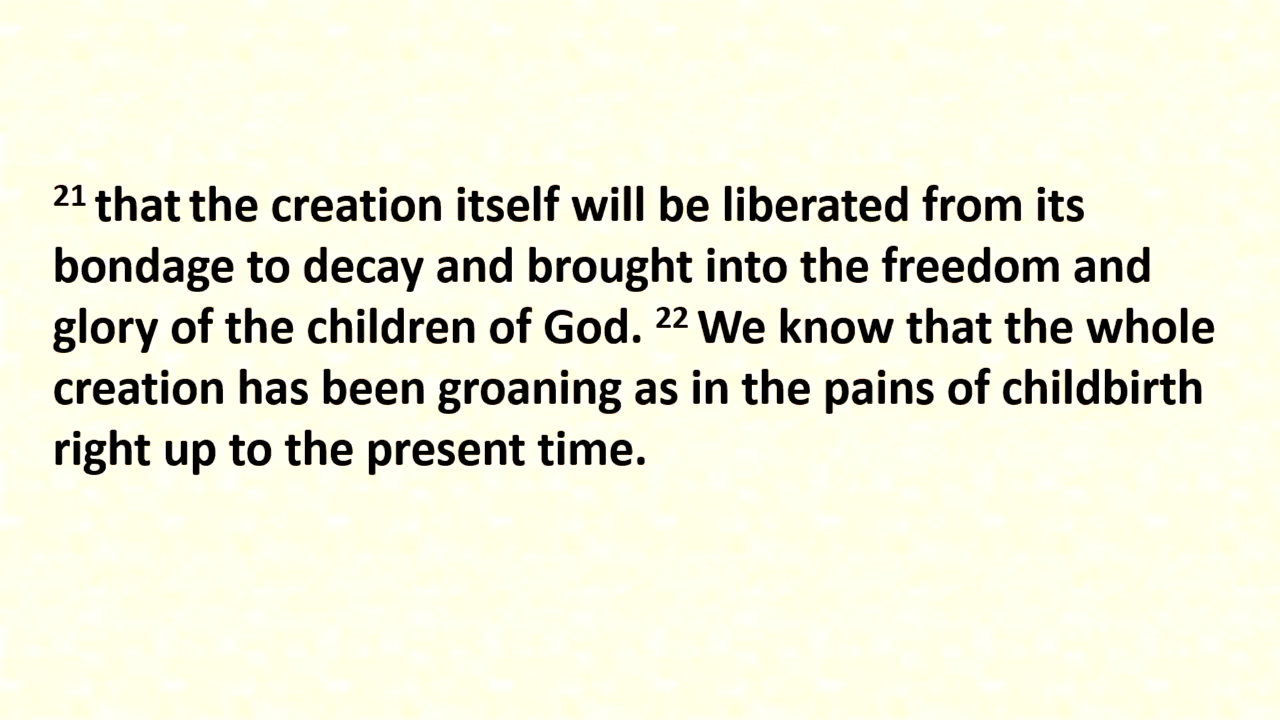 21 that the creation itself will be liberated from its
bondage to decay and brought into the freedom and
glory of the children of God. 22 We know that the whole
creation has been groaning as in the pains of childbirth
right up to the present time.